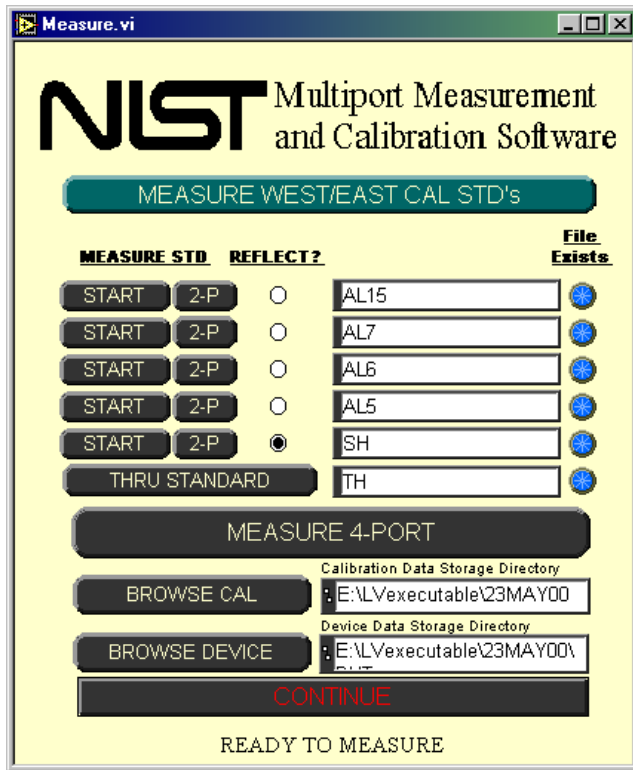 Measure.vi
NIST Multiport Measurement
and Calibration Software
MEASURE WEST/EAST CAL STD's
MEASURE STD REFLECT? File
Exists
START 2-P AL15
START 2-P AL7
START 2-P AL6
START 2-P AL5
START 2-P SH
THRU STANDARD TH
MEASURE 4-PORT
Calibration Data Storage Directory
BROWSE CAL E:\LVexecutable\23MAY00
Device Data Storage Directory
BROWSE DEVICE E:\LVexecutable\23MAY00\
CONTINUE
READY TO MEASURE